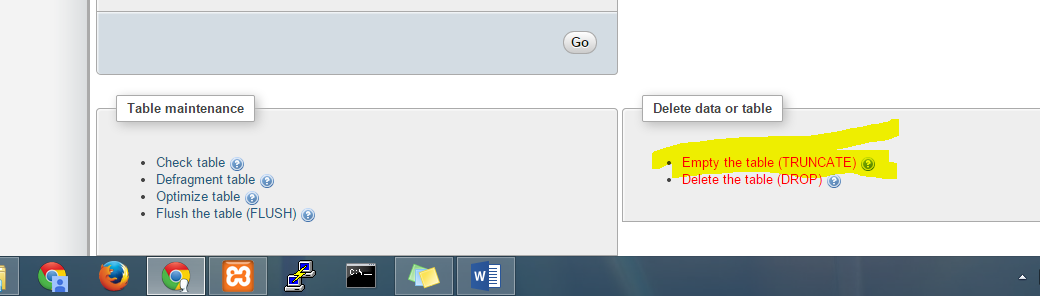 Go
Table maintenance
Check table
Defragment table
Optimize table
Flush the table (FLUSH)
Delete data or table
Empty the table (TRUNCATE)
Delete the table (DROP)
C:\_
W